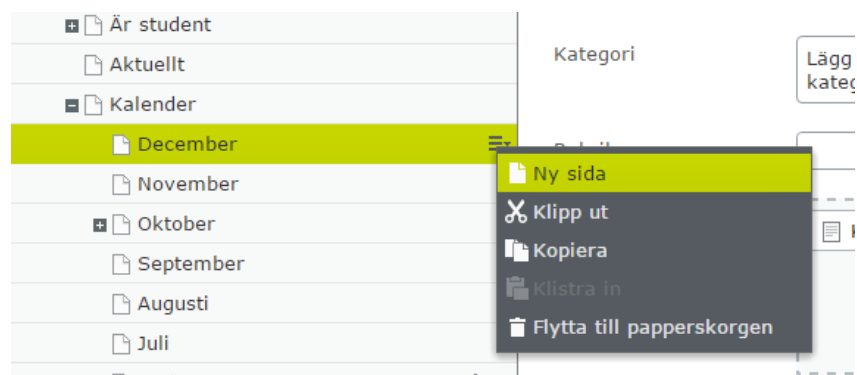 Är student
Aktuellt
Kalender
December
November
Oktober
September
Augusti
Juli
Kategori
Lägg
Ny sida
Klipp ut
Kopiera
Klistra in
Flytta till papperskorgen